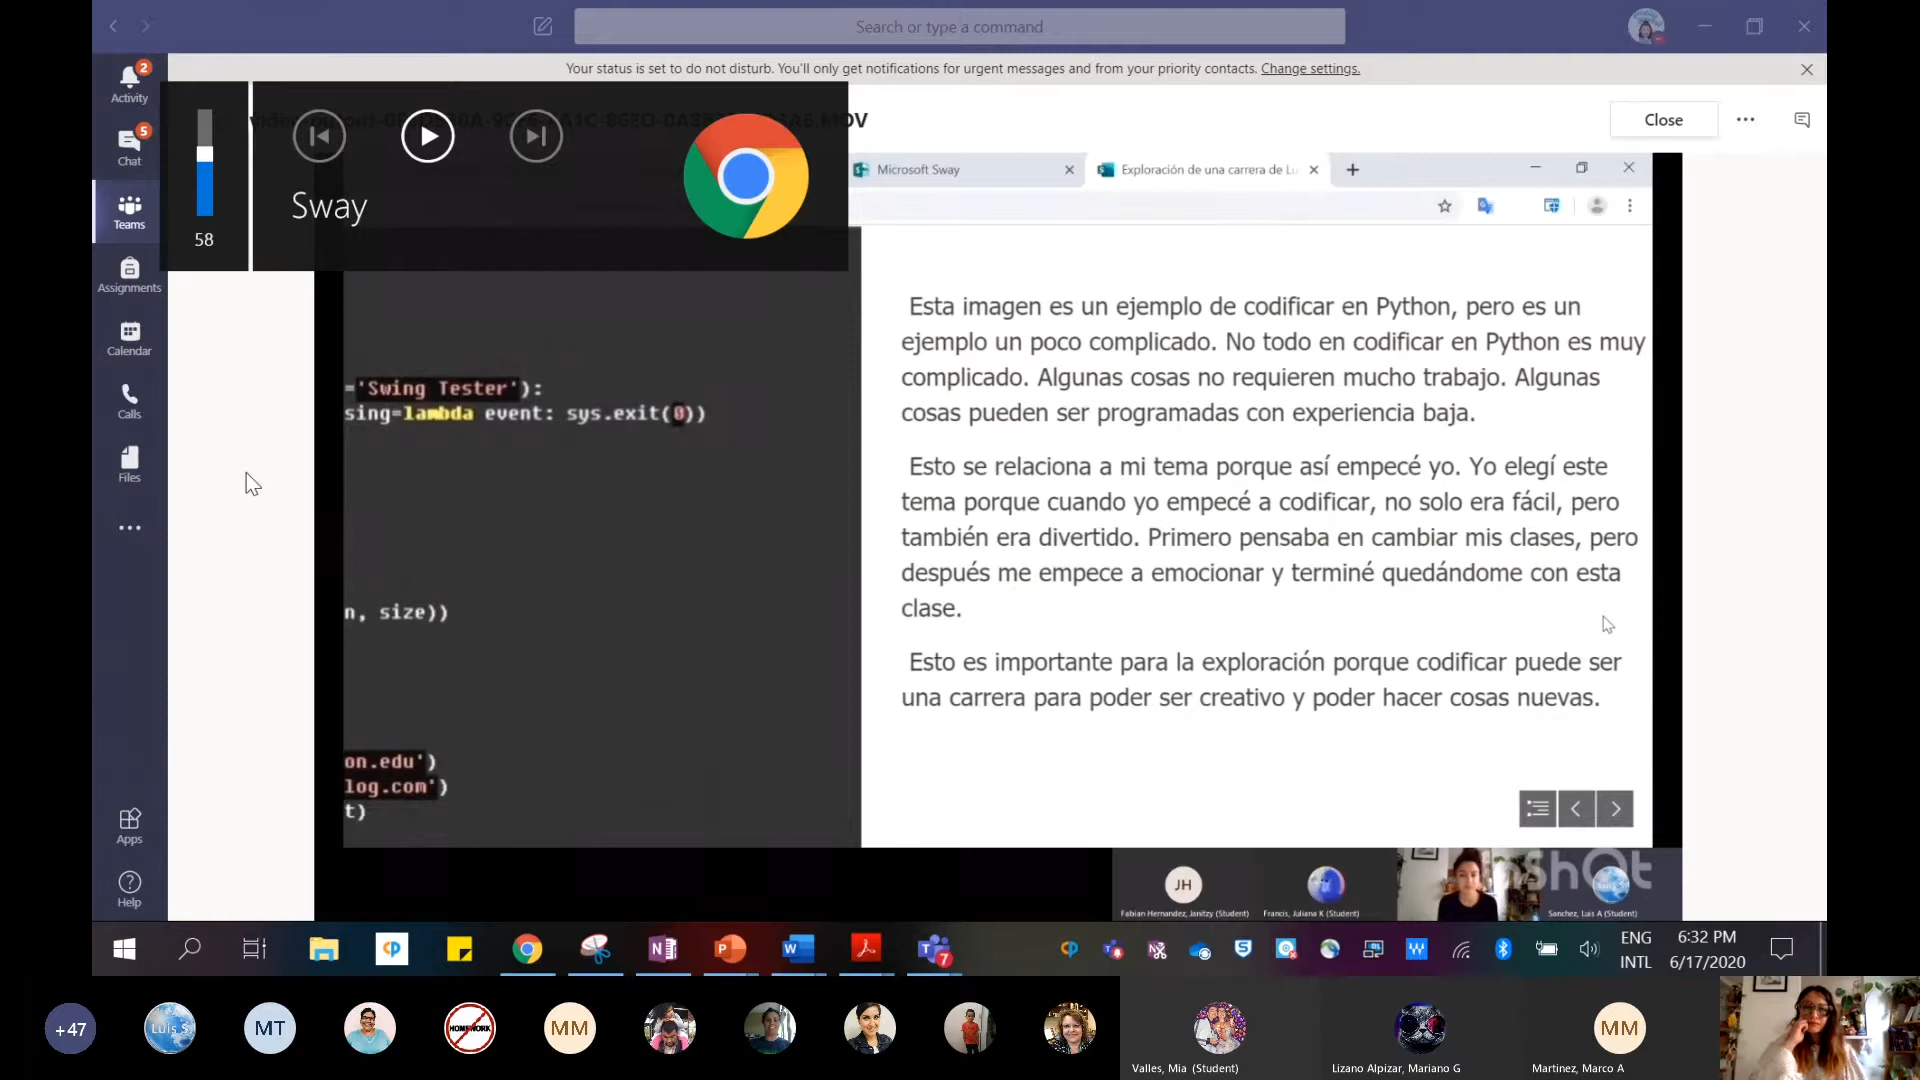 Search or type a command
Your status is set to do not disturb. You'll only get notifications for urgent messages and from your priority contacts. Change settings.
2
Activity
5
Chat
Teams
Assignments
Calendar
Calls
Files
Apps
Help
58
Sway
Close
Microsoft Sway
Exploración de una carrera de Lu
='Swing Tester'):
sing=lambda event: sys.exit(0))
n, size))
on.edu')
log.com')
t)
Esta imagen es un ejemplo de codificar en Python, pero es un
ejemplo un poco complicado. No todo en codificar en Python es muy
complicado. Algunas cosas no requieren mucho trabajo. Algunas
cosas pueden ser programadas con experiencia baja.
Esto se relaciona a mi tema porque así empecé yo. Yo elegí este
tema porque cuando yo empecé a codificar, no solo era fácil, pero
también era divertido. Primero pensaba en cambiar mis clases, pero
después me empece a emocionar y terminé quedándome con esta
clase.
Esto es importante para la exploración porque codificar puede ser
una carrera para poder ser creativo y poder hacer cosas nuevas.
JH
Fabian Hernandez, Janitzy (Student)
Francis, Juliana K (Student)
Sanchez, Luis A (Student)
7
ENG
INTL
6:32 PM
6/17/2020
+47
Luis S
MT
HOMEWORK
MM
Valles, Mia (Student)
Lizano Alpizar, Mariano G
MM
Martinez, Marco A